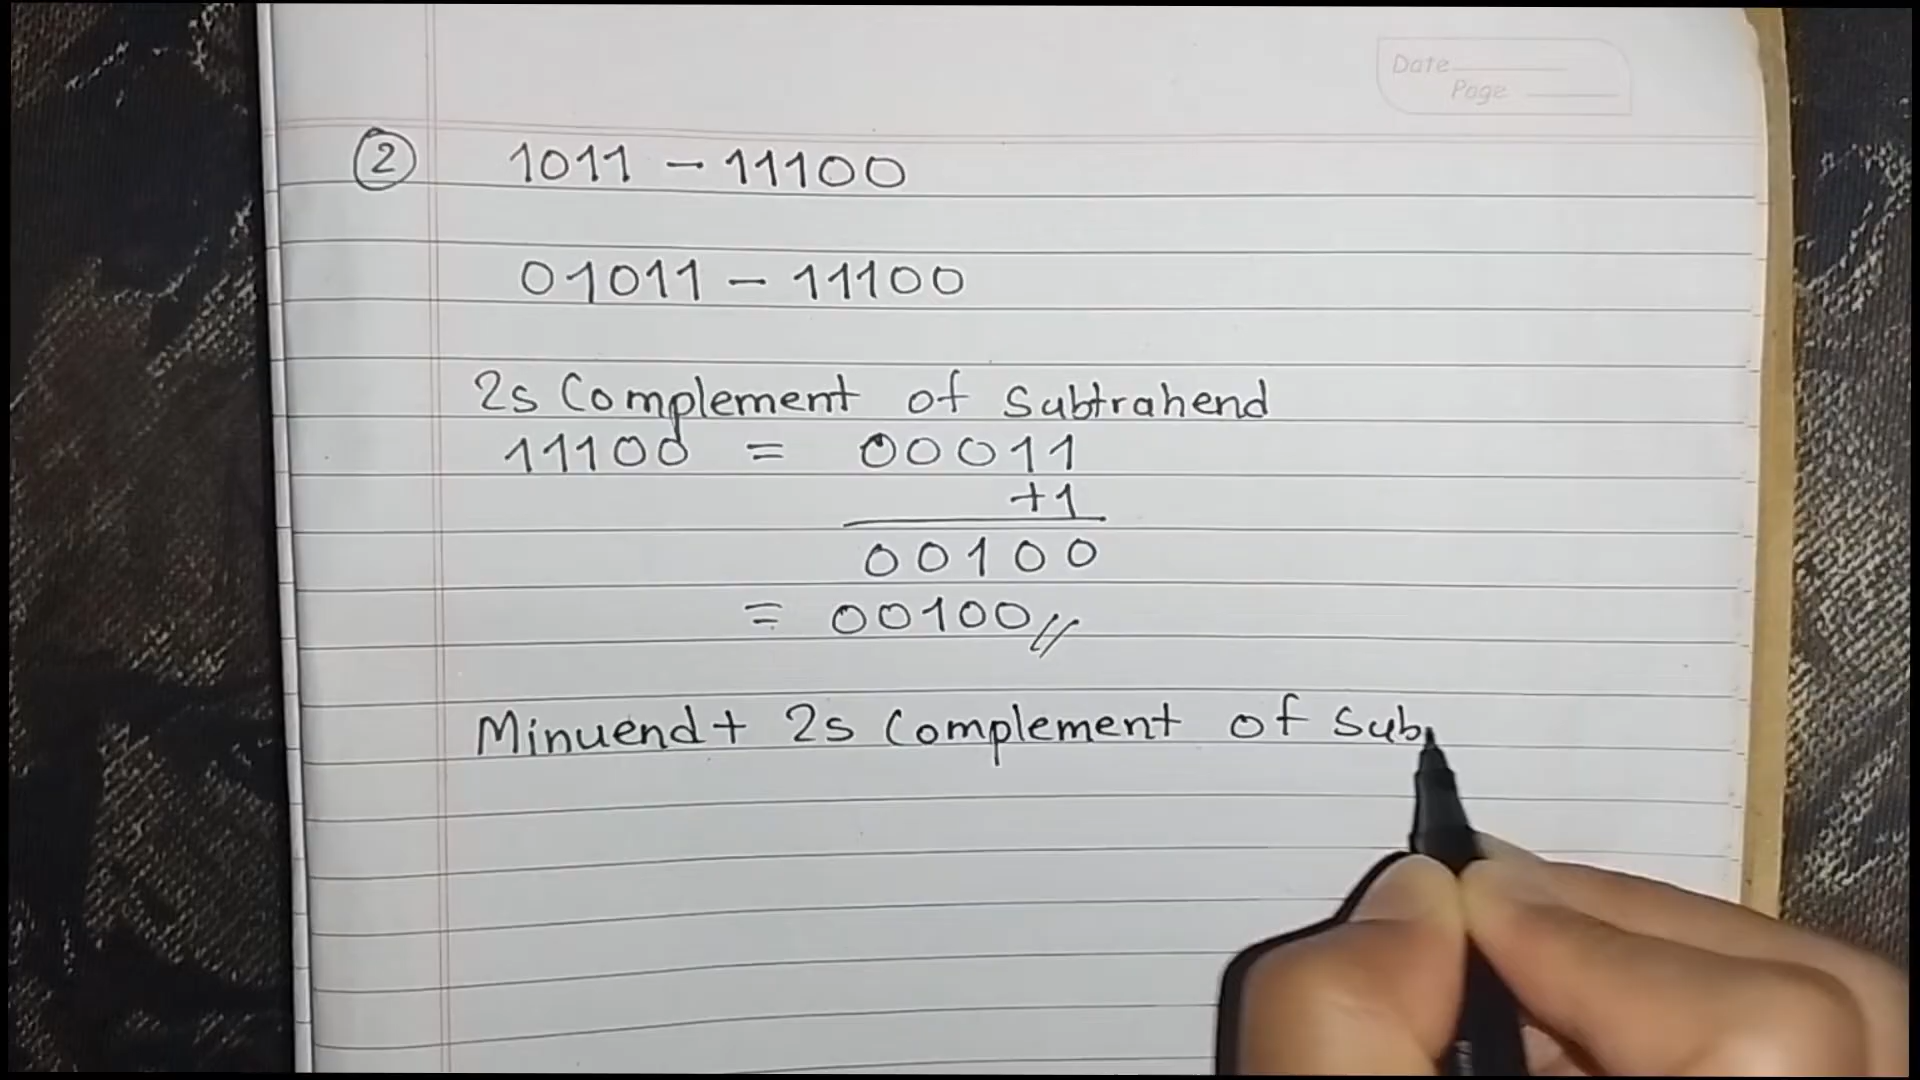 Date
Page
2 1011 - 11100
01011 - 11100
2s Complement of Subtrahend
11100 = 00011
+1
00100
= 00100//
Minuend + 2s Complement of Sub